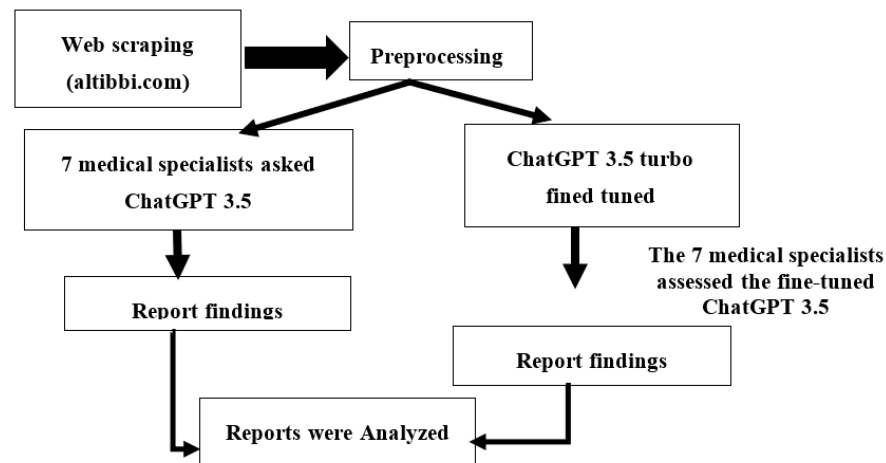 Web scraping
(altibbi.com)
Preprocessing
7 medical specialists asked
ChatGPT 3.5
ChatGPT 3.5 turbo
fined tuned
The 7 medical specialists
assessed the fine-tuned
ChatGPT 3.5
Report findings
Report findings
Reports were Analyzed